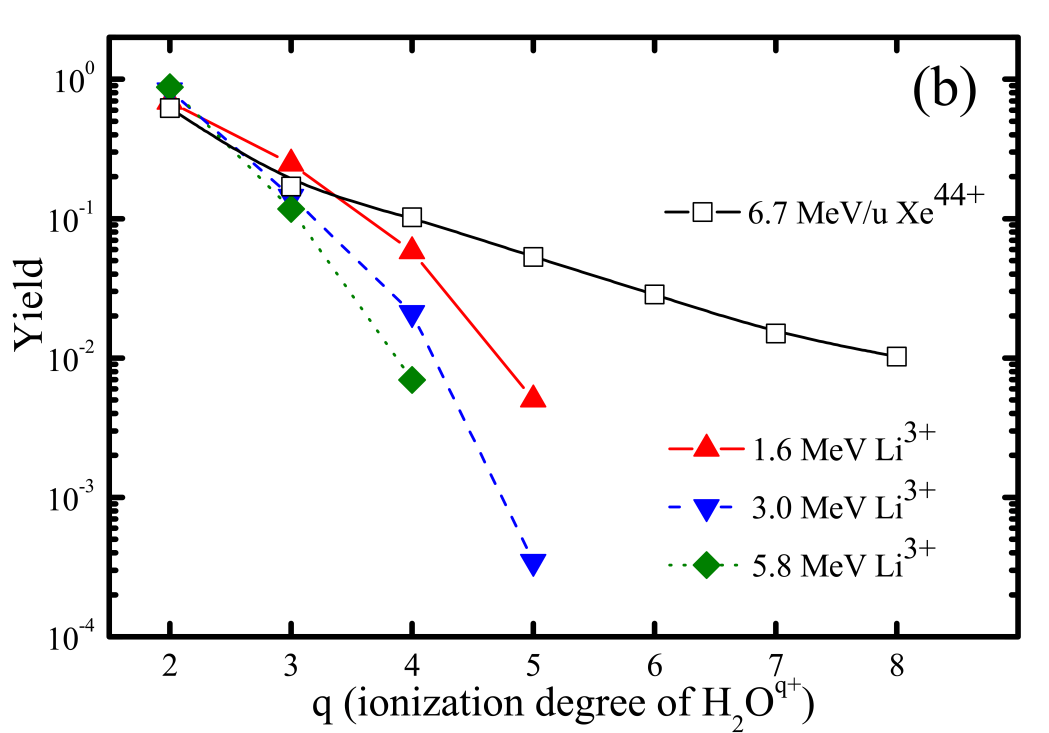 (b)
10^0
10^-1
10^-2
10^-3
10^-4
Yield
6.7 MeV/u Xe^44+
1.6 MeV Li^3+
3.0 MeV Li^3+
5.8 MeV Li^3+
2 3 4 5 6 7 8
q (ionization degree of H_2O^q+)